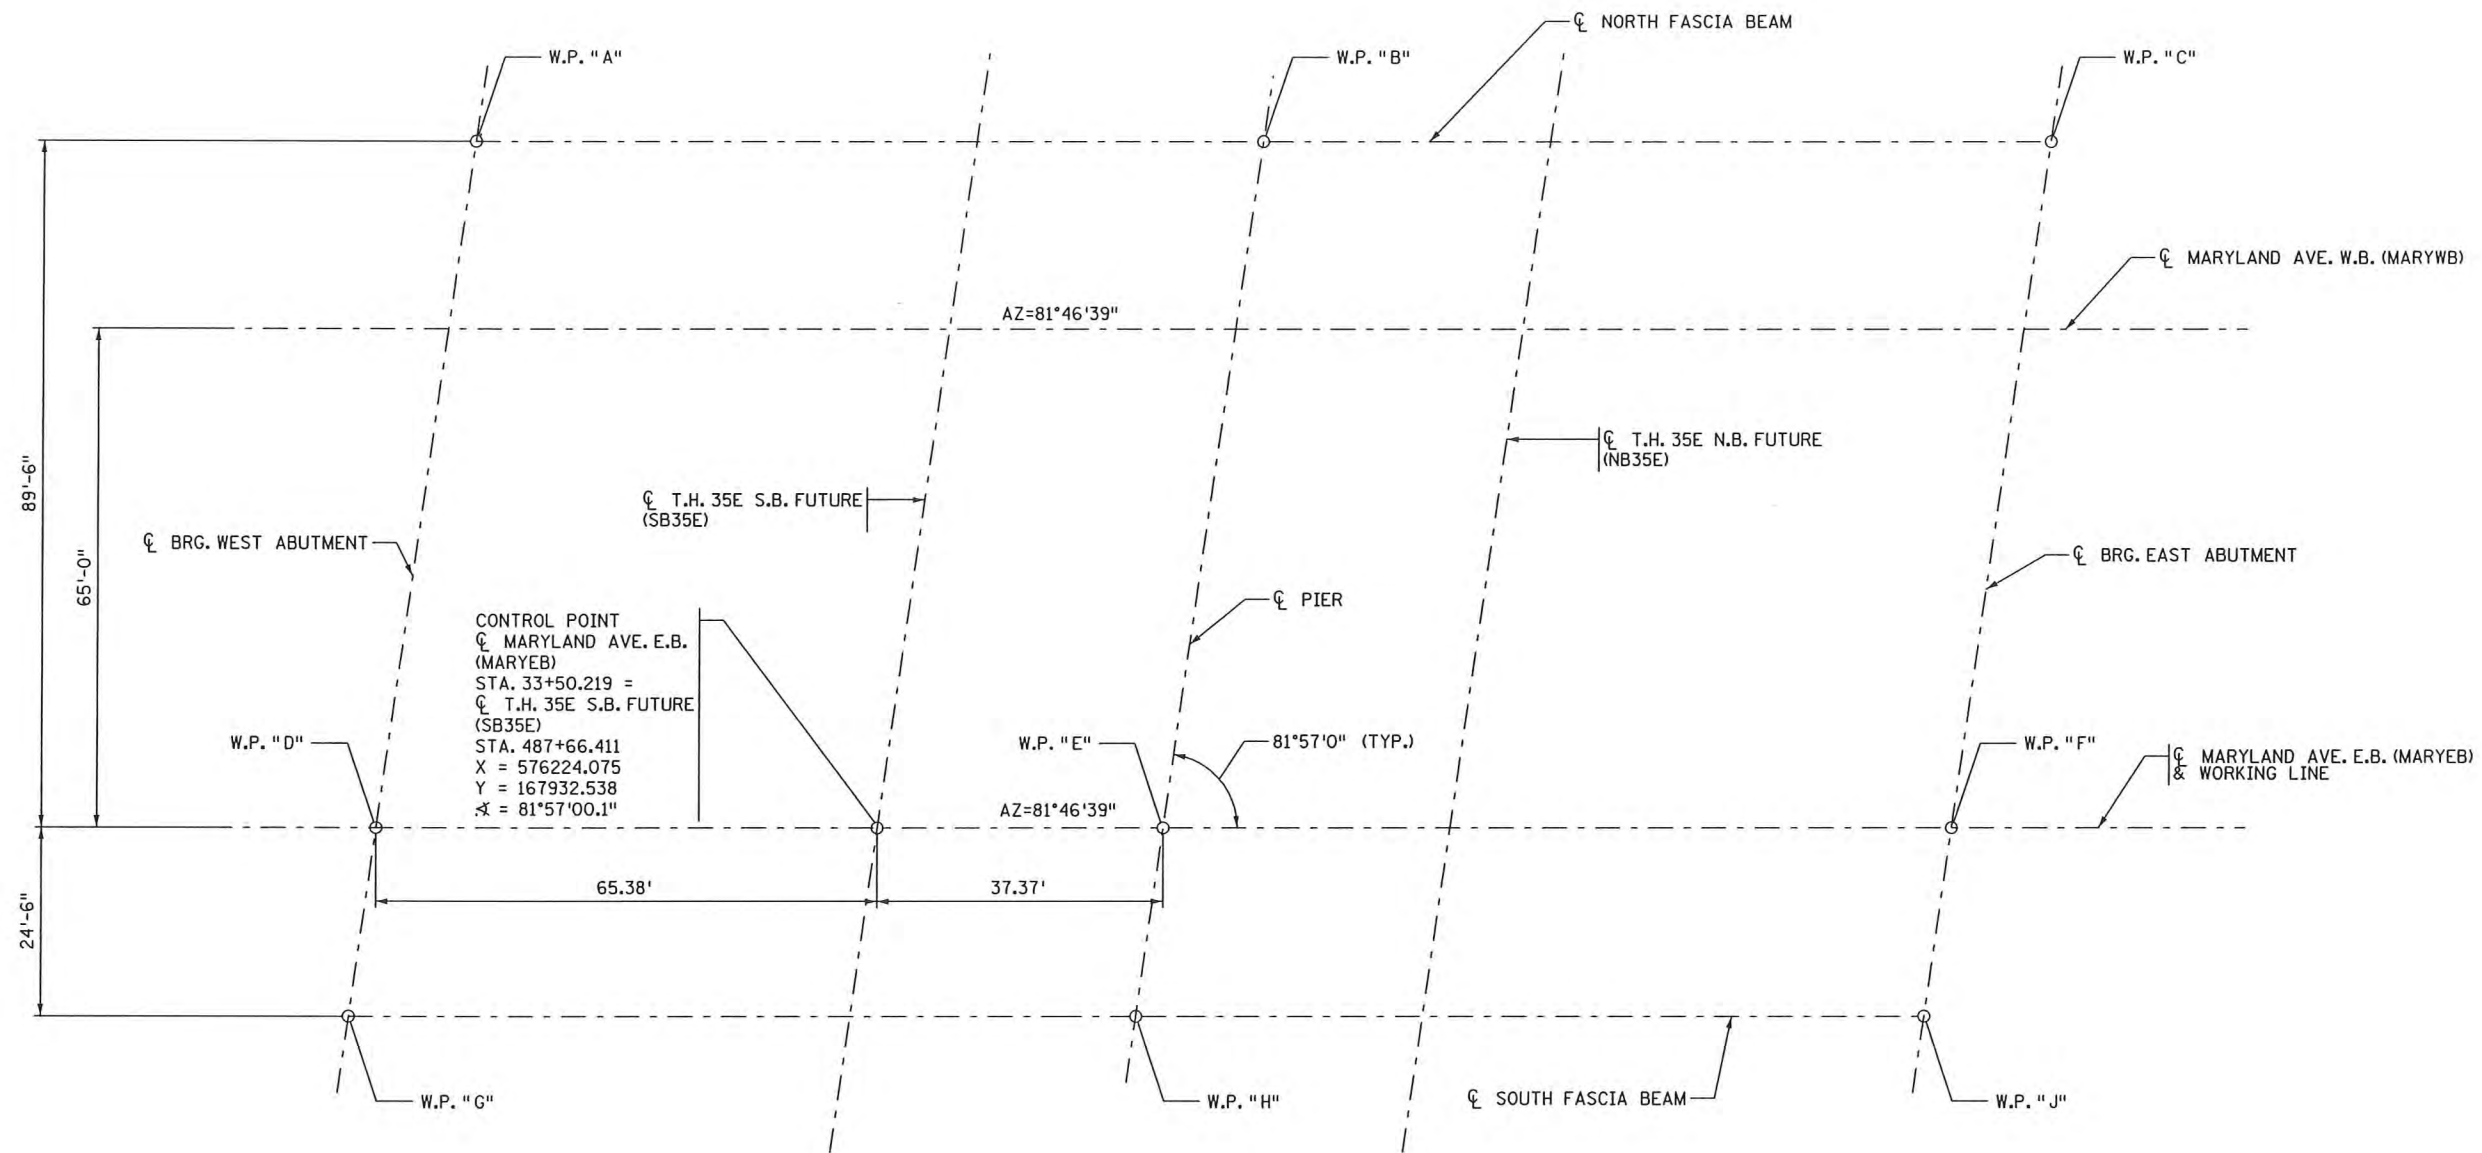 ℄ NORTH FASCIA BEAM
W.P. "A"
W.P. "B"
W.P. "C"
℄ MARYLAND AVE. W.B. (MARYWB)
AZ=81°46'39"
89'-6"
65'-0"
℄ T.H. 35E N.B. FUTURE
(NB35E)
℄ T.H. 35E S.B. FUTURE
(SB35E)
℄ BRG. WEST ABUTMENT
℄ BRG. EAST ABUTMENT
℄ PIER
CONTROL POINT
℄ MARYLAND AVE. E.B.
(MARYEB)
STA. 33+50.219 =
℄ T.H. 35E S.B. FUTURE
(SB35E)
STA. 487+66.411
X = 576224.075
Y = 167932.538
∡ = 81°57'00.1"
W.P. "D"
W.P. "E"
81°57'0" (TYP.)
W.P. "F"
℄ MARYLAND AVE. E.B. (MARYEB)
& WORKING LINE
AZ=81°46'39"
65.38'
37.37'
24'-6"
W.P. "G"
W.P. "H"
℄ SOUTH FASCIA BEAM
W.P. "J"